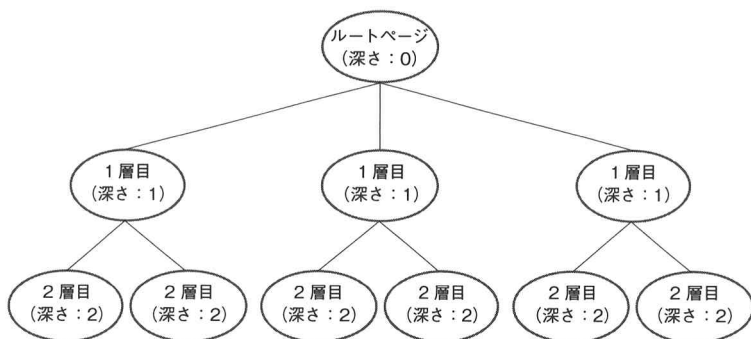 ルートページ
(深さ：0)
1層目
(深さ：1)
1層目
(深さ：1)
1層目
(深さ：1)
2層目
(深さ：2)
2層目
(深さ：2)
2層目
(深さ：2)
2層目
(深さ：2)
2層目
(深さ：2)
2層目
(深さ：2)